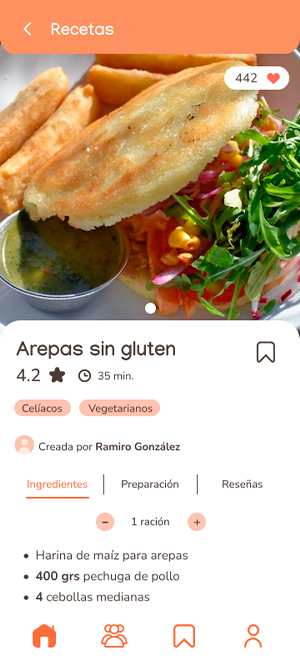 Recetas
442
Arepas sin gluten
4.2 35 min.
Celíacos Vegetarianos
Creada por Ramiro González
Ingredientes Preparación Reseñas
− 1 ración +
• Harina de maíz para arepas
• 400 grs pechuga de pollo
• 4 cebollas medianas